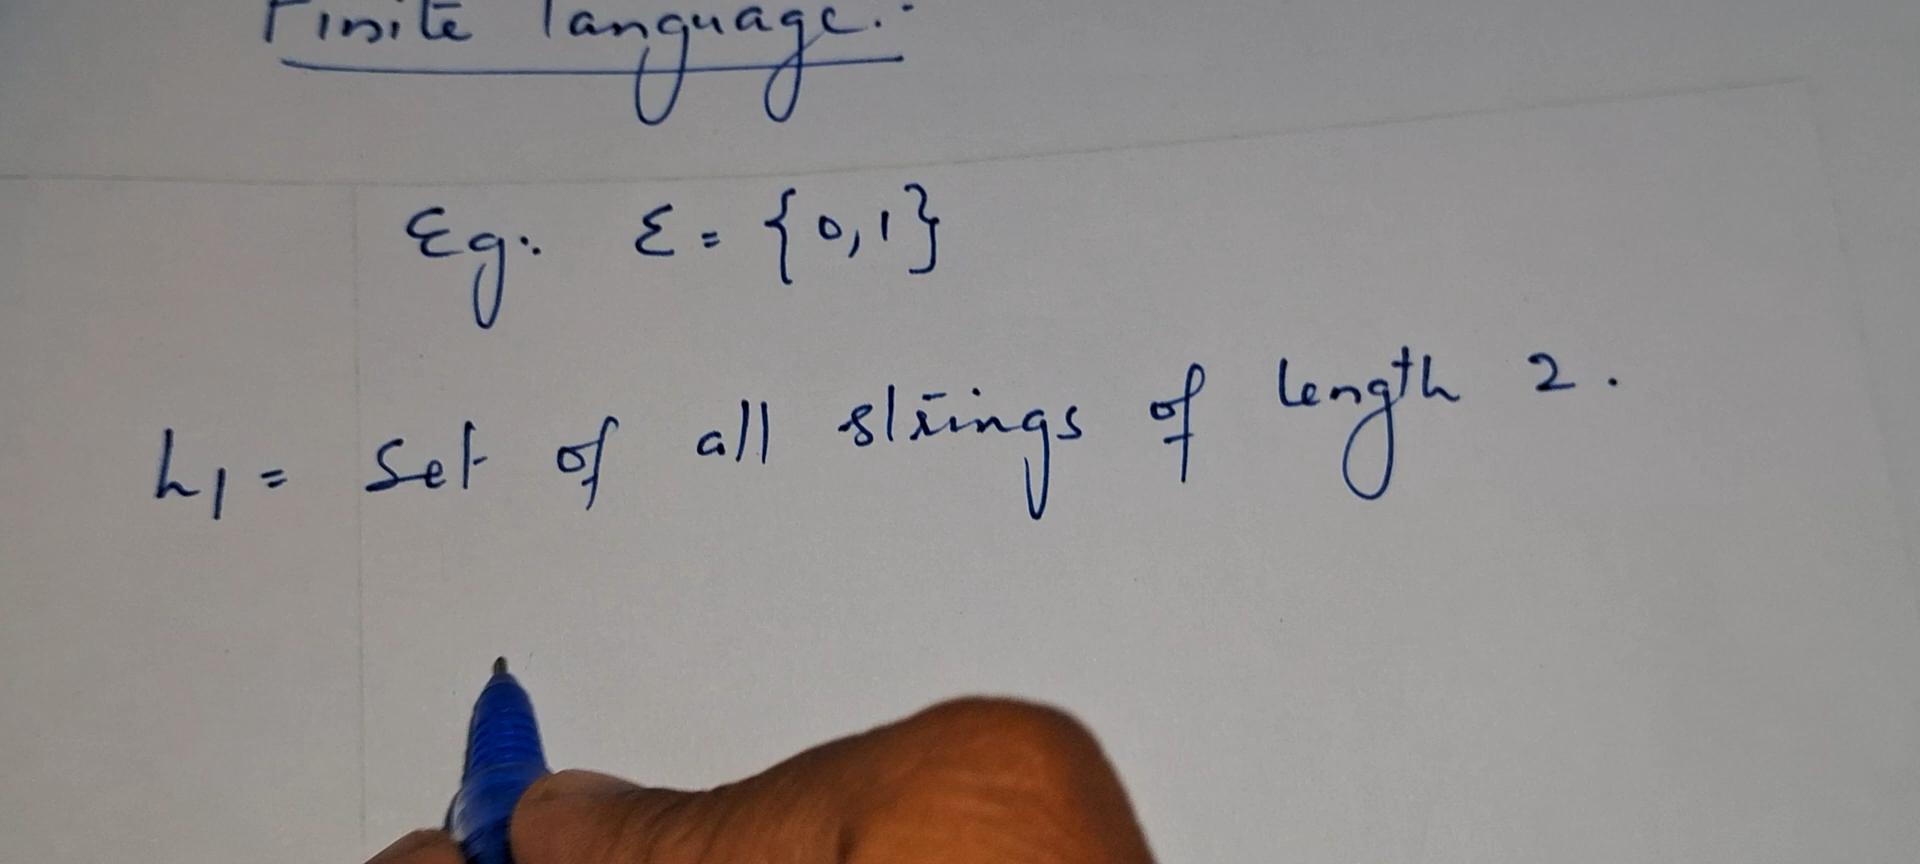 Finite language:-
Eg:. Σ = {0,1}
L1 = Set of all strings of length 2.